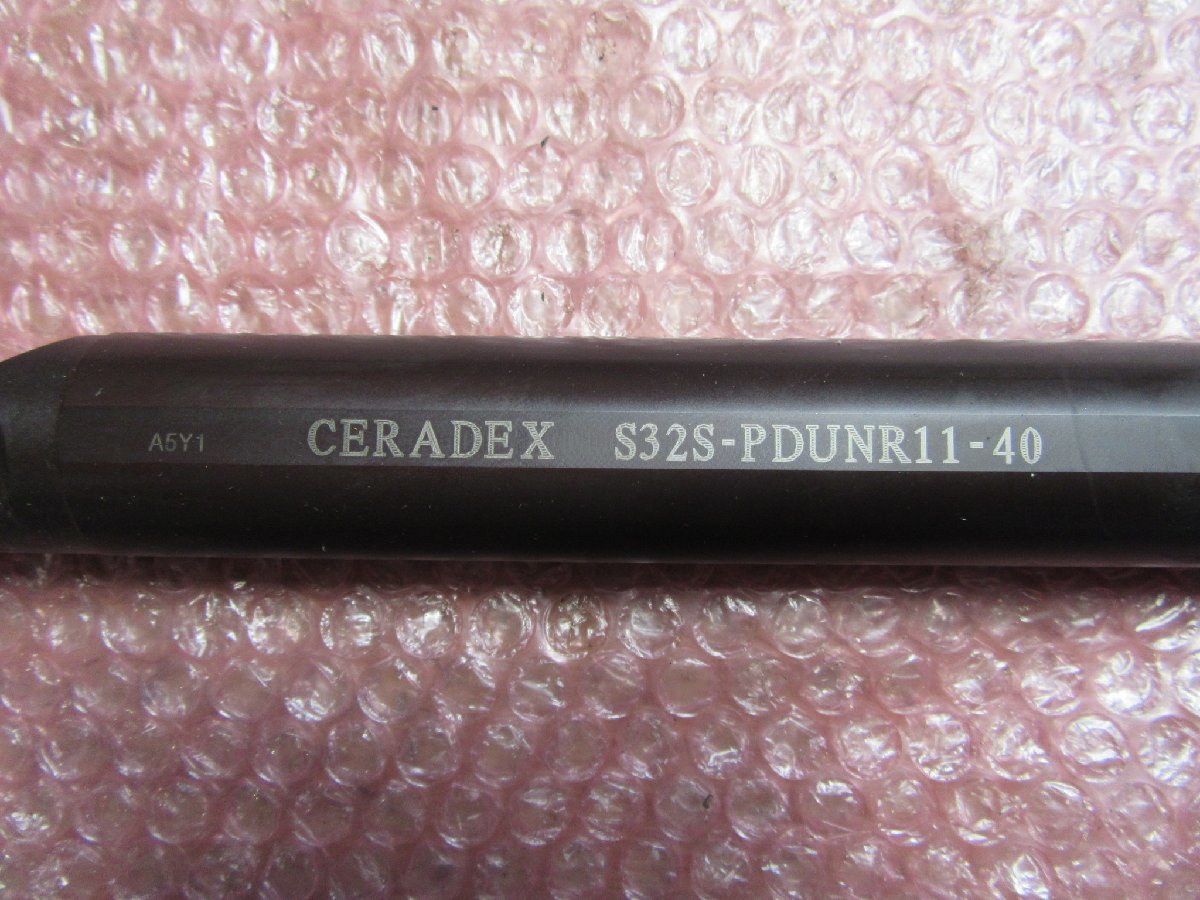 A5Y1 CERADEX S32S-PDUNR11-40